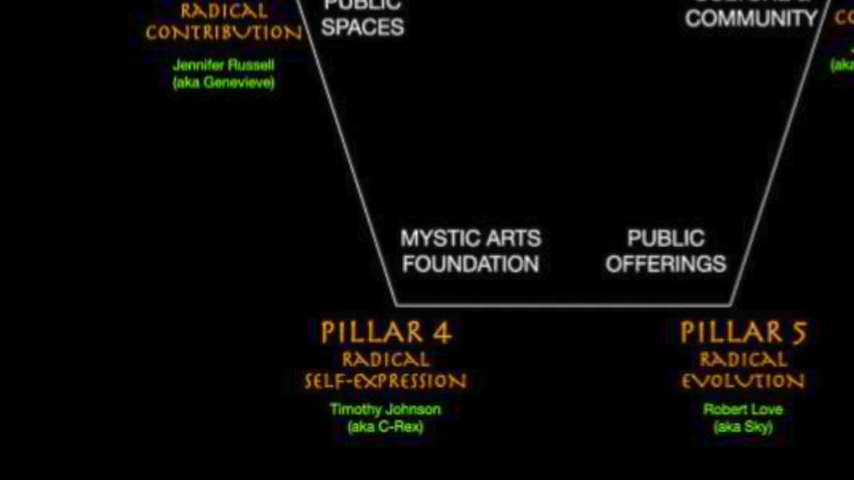 RADICAL
CONTRIBUTION
Jennifer Russell
(aka Genevieve)
PUBLIC
SPACES
COMMUNITY
(aka
MYSTIC ARTS
FOUNDATION
PUBLIC
OFFERINGS
PILLAR 4
RADICAL
SELF-EXPRESSION
Timothy Johnson
(aka C-Rex)
PILLAR 5
RADICAL
EVOLUTION
Robert Love
(aka Sky)